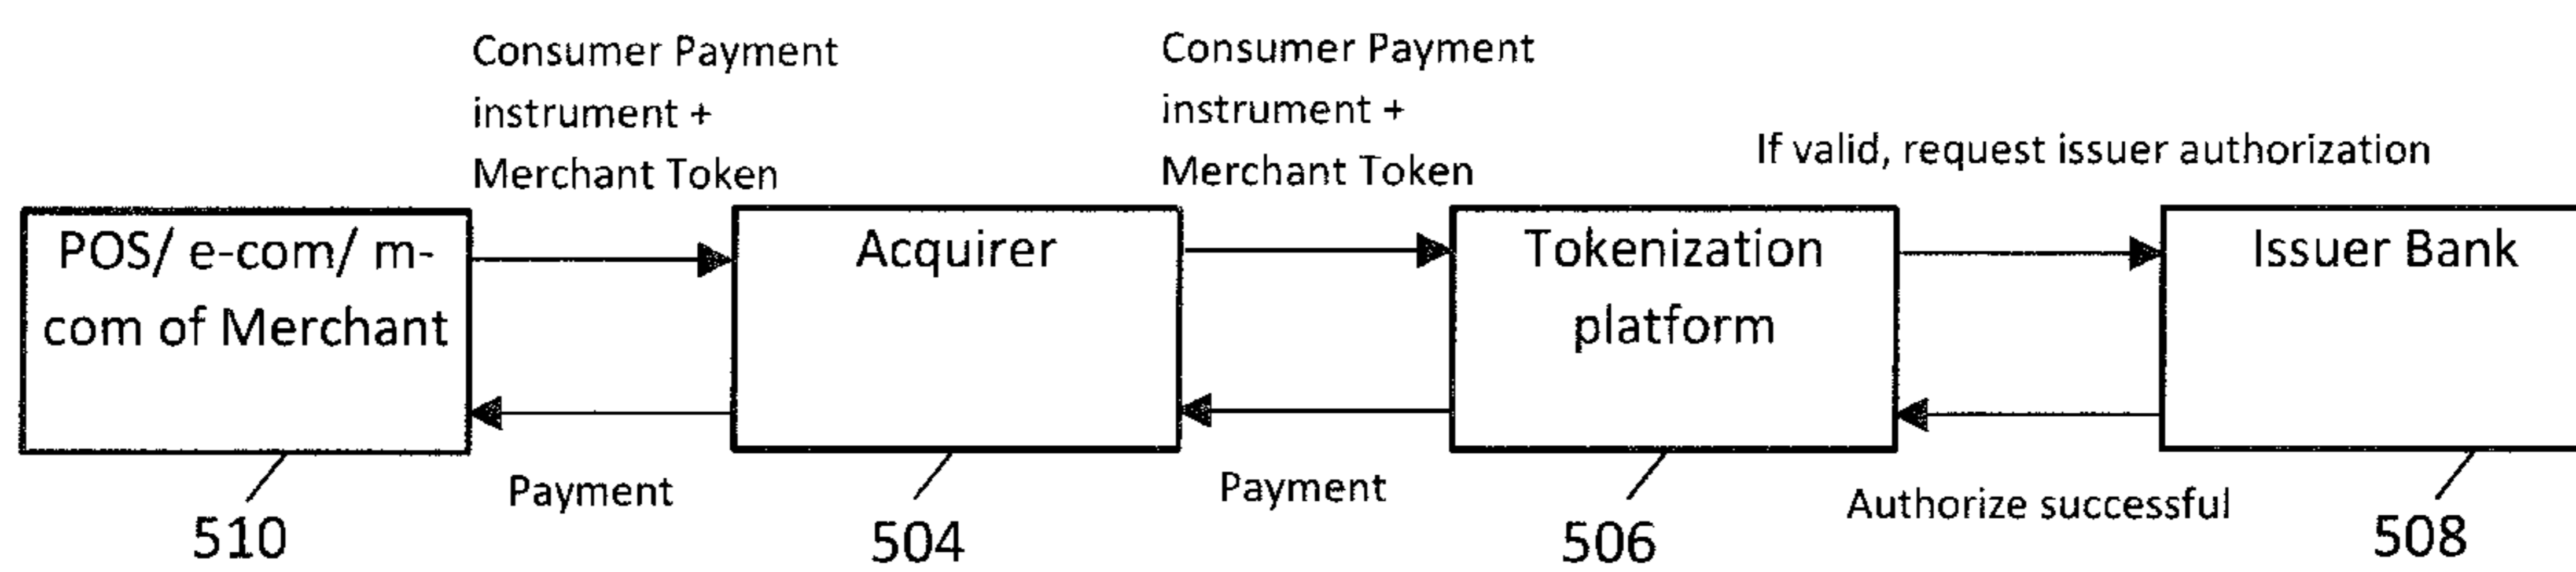 Consumer Payment
instrument +
Merchant Token
Consumer Payment
instrument +
Merchant Token
If valid, request issuer authorization
POS/ e-com/ m-
com of Merchant
Acquirer
Tokenization
platform
Issuer Bank
Payment
Payment
Authorize successful
510
504
506
508